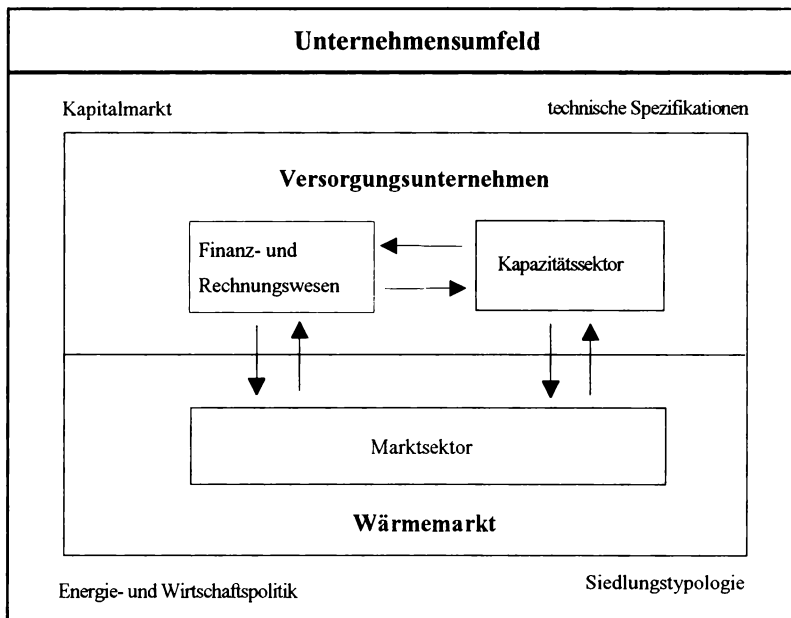 Unternehmensumfeld
Kapitalmarkt
technische Spezifikationen
Versorgungsunternehmen
Finanz- und
Rechnungswesen
Kapazitätssektor
Marktsektor
Wärmemarkt
Energie- und Wirtschaftspolitik
Siedlungstypologie